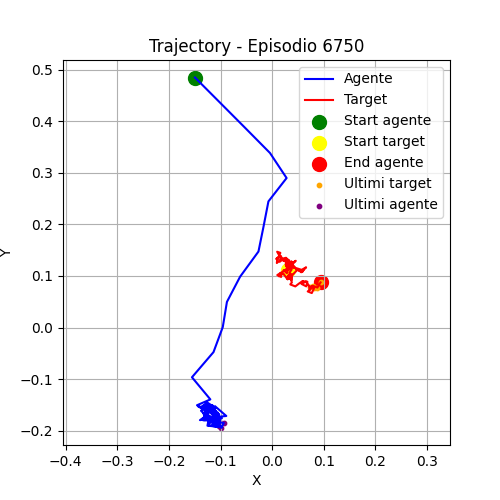 Trajectory - Episodio 6750
Agente
Target
Start agente
Start target
End agente
Ultimi target
Ultimi agente
0.5
0.4
0.3
0.2
0.1
0.0
−0.1
−0.2
Y
−0.4
−0.3
−0.2
−0.1
0.0
0.1
0.2
0.3
X